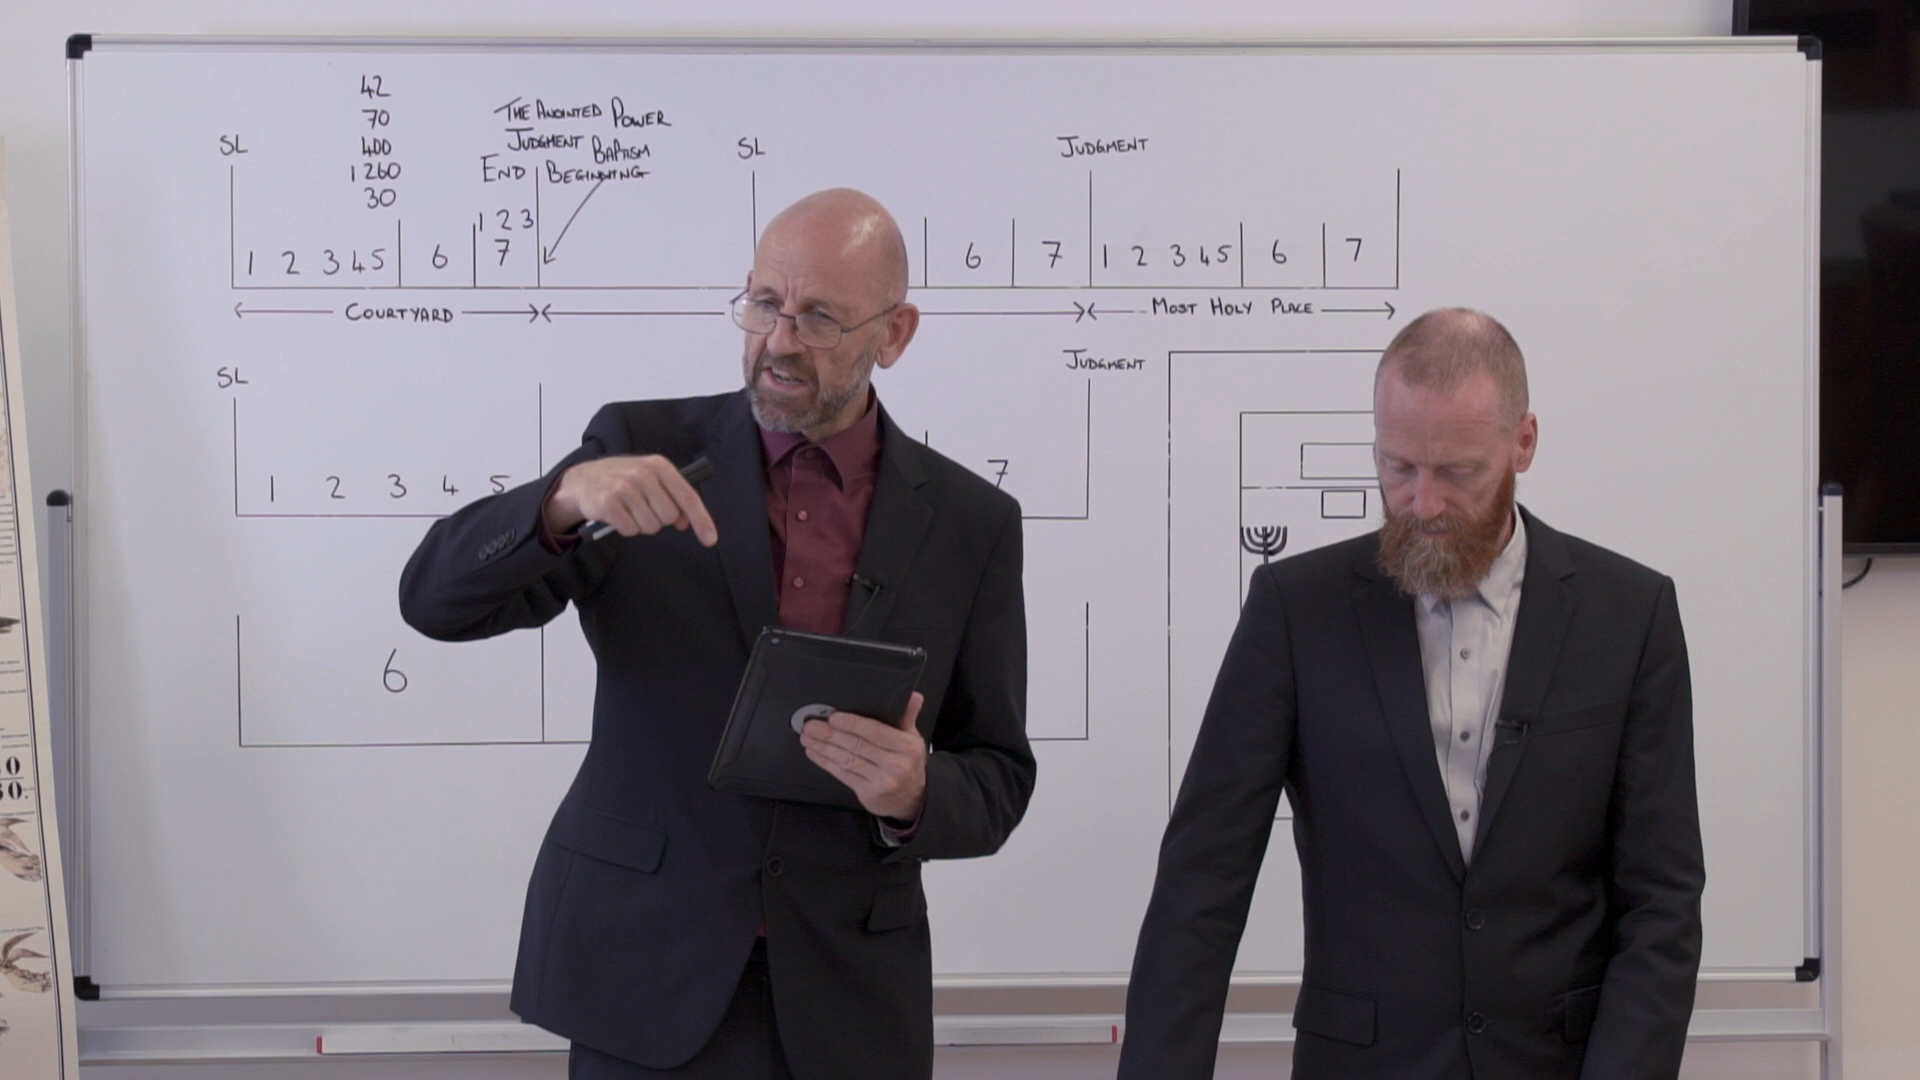 42
70
400
1260
30
THE ANOINTED POWER
JUDGMENT BAPTISM
END BEGINNING
SL
SL
JUDGMENT
1 2 3
1 2 3 4 5 6 7
6 7 1 2 3 4 5 6 7
COURTYARD
MOST HOLY PLACE
SL
JUDGMENT
1 2 3 4 5
7
6
0
60.